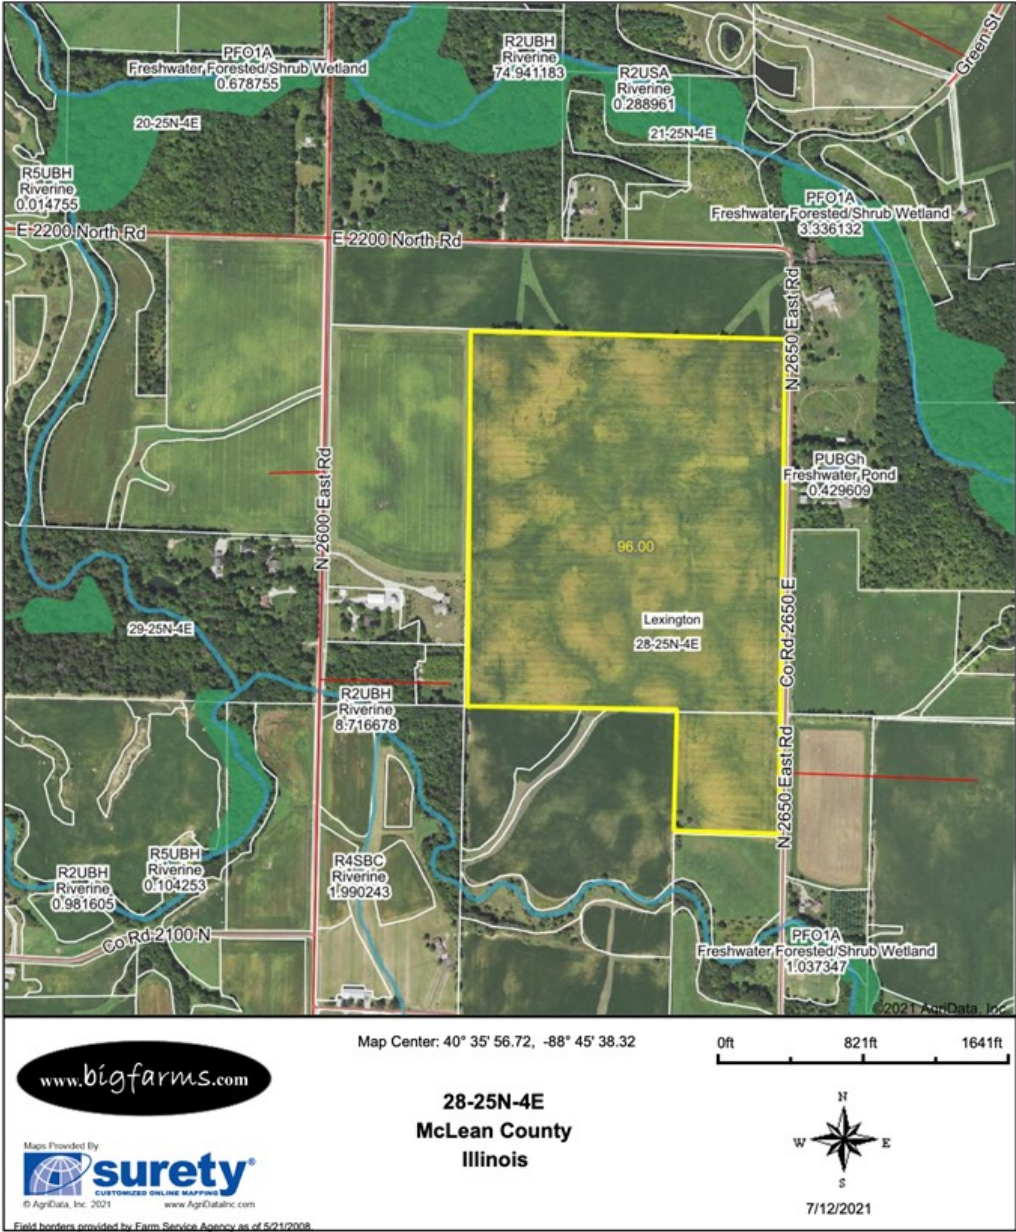 Green St
PFO1A
Freshwater Forested/Shrub Wetland
0.678755
R2UBH
Riverine
74.941183
R2USA
Riverine
0.288961
20-25N-4E
21-25N-4E
R5UBH
Riverine
0.014755
PFO1A
Freshwater Forested/Shrub Wetland
3.336132
E 2200 North Rd
E 2200 North Rd
N 2650 East Rd
N 2600 East Rd
PUBGh
Freshwater Pond
0.429609
96.00
Co Rd 2650 E
Lexington
28-25N-4E
29-25N-4E
R2UBH
Riverine
8.716678
N 2650 East Rd
R2UBH
Riverine
0.981605
R5UBH
Riverine
0.104253
R4SBC
Riverine
1.990243
Co Rd 2100 N
PFO1A
Freshwater Forested/Shrub Wetland
1.037347
©2021 AgriData, Inc.
Map Center: 40° 35' 56.72, -88° 45' 38.32
0ft 821ft 1641ft
www.bigfarms.com
28-25N-4E
McLean County
Illinois
N
W E
S
Maps Provided By:
surety®
CUSTOMIZED ONLINE MAPPING
© AgriData, Inc. 2021 www.AgriDataInc.com
7/12/2021
Field borders provided by Farm Service Agency as of 5/21/2008.